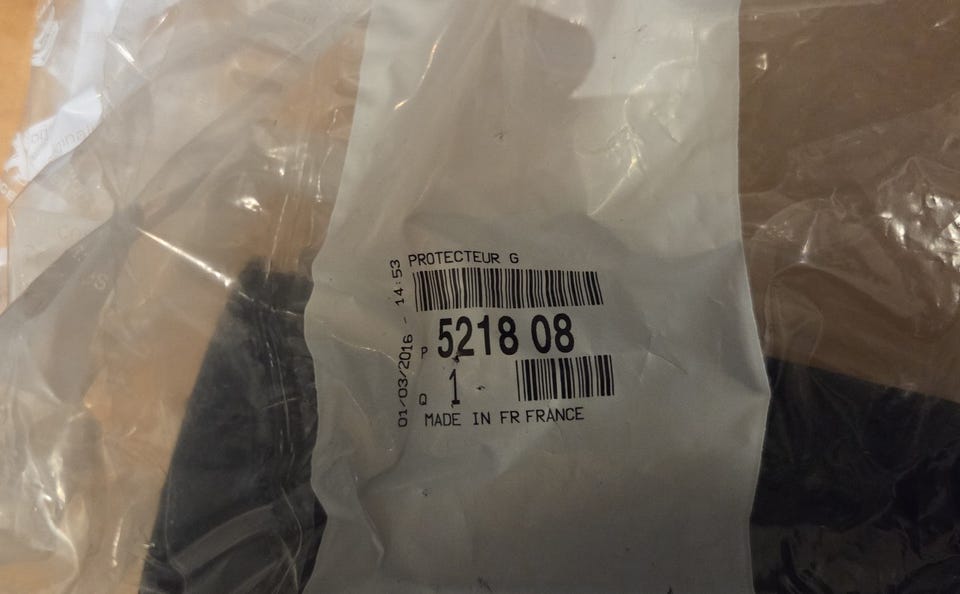 PROTECTEUR G
P 5218 08
Q 1
MADE IN FR FRANCE
01/03/2016 - 14:53